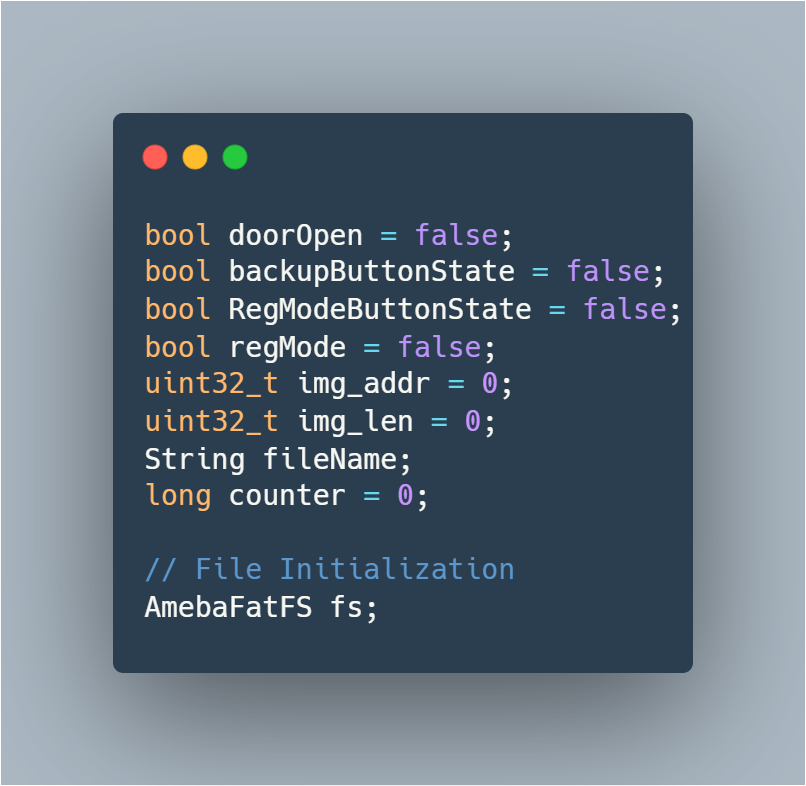 bool doorOpen = false;
bool backupButtonState = false;
bool RegModeButtonState = false;
bool regMode = false;
uint32_t img_addr = 0;
uint32_t img_len = 0;
String fileName;
long counter = 0;

// File Initialization
AmebaFatFS fs;